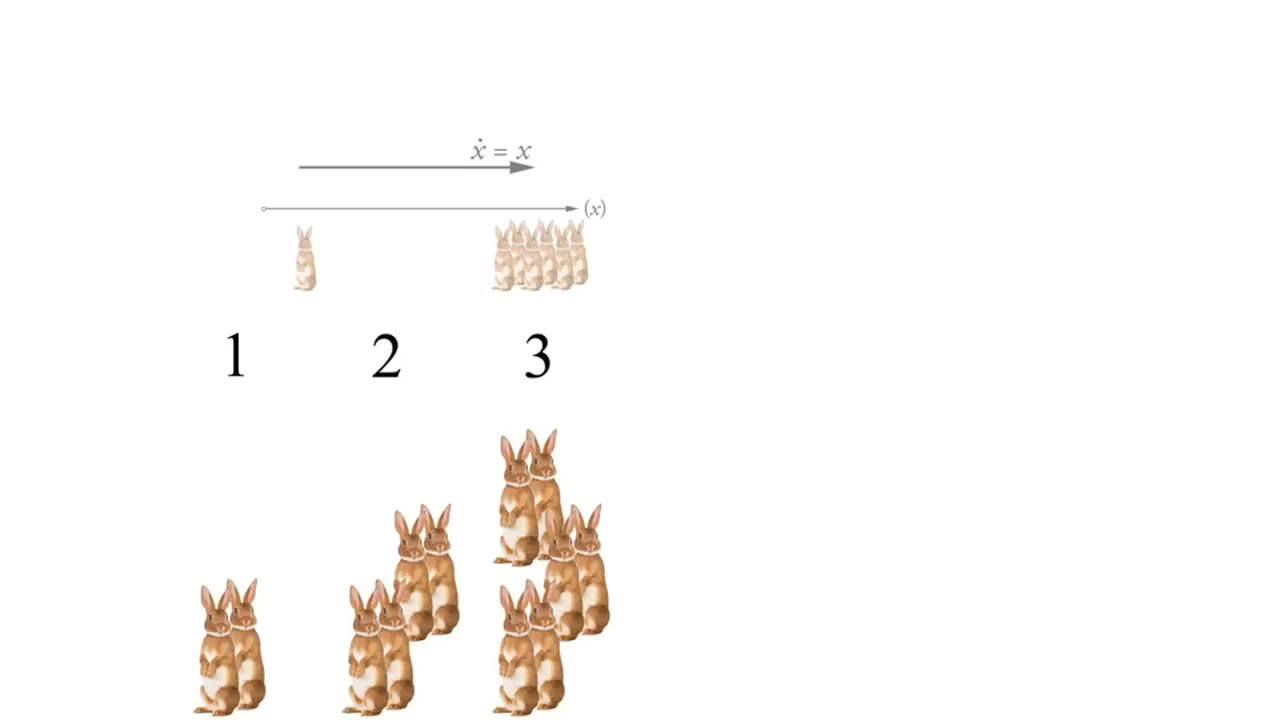 ẋ = x
(x)
1 2 3